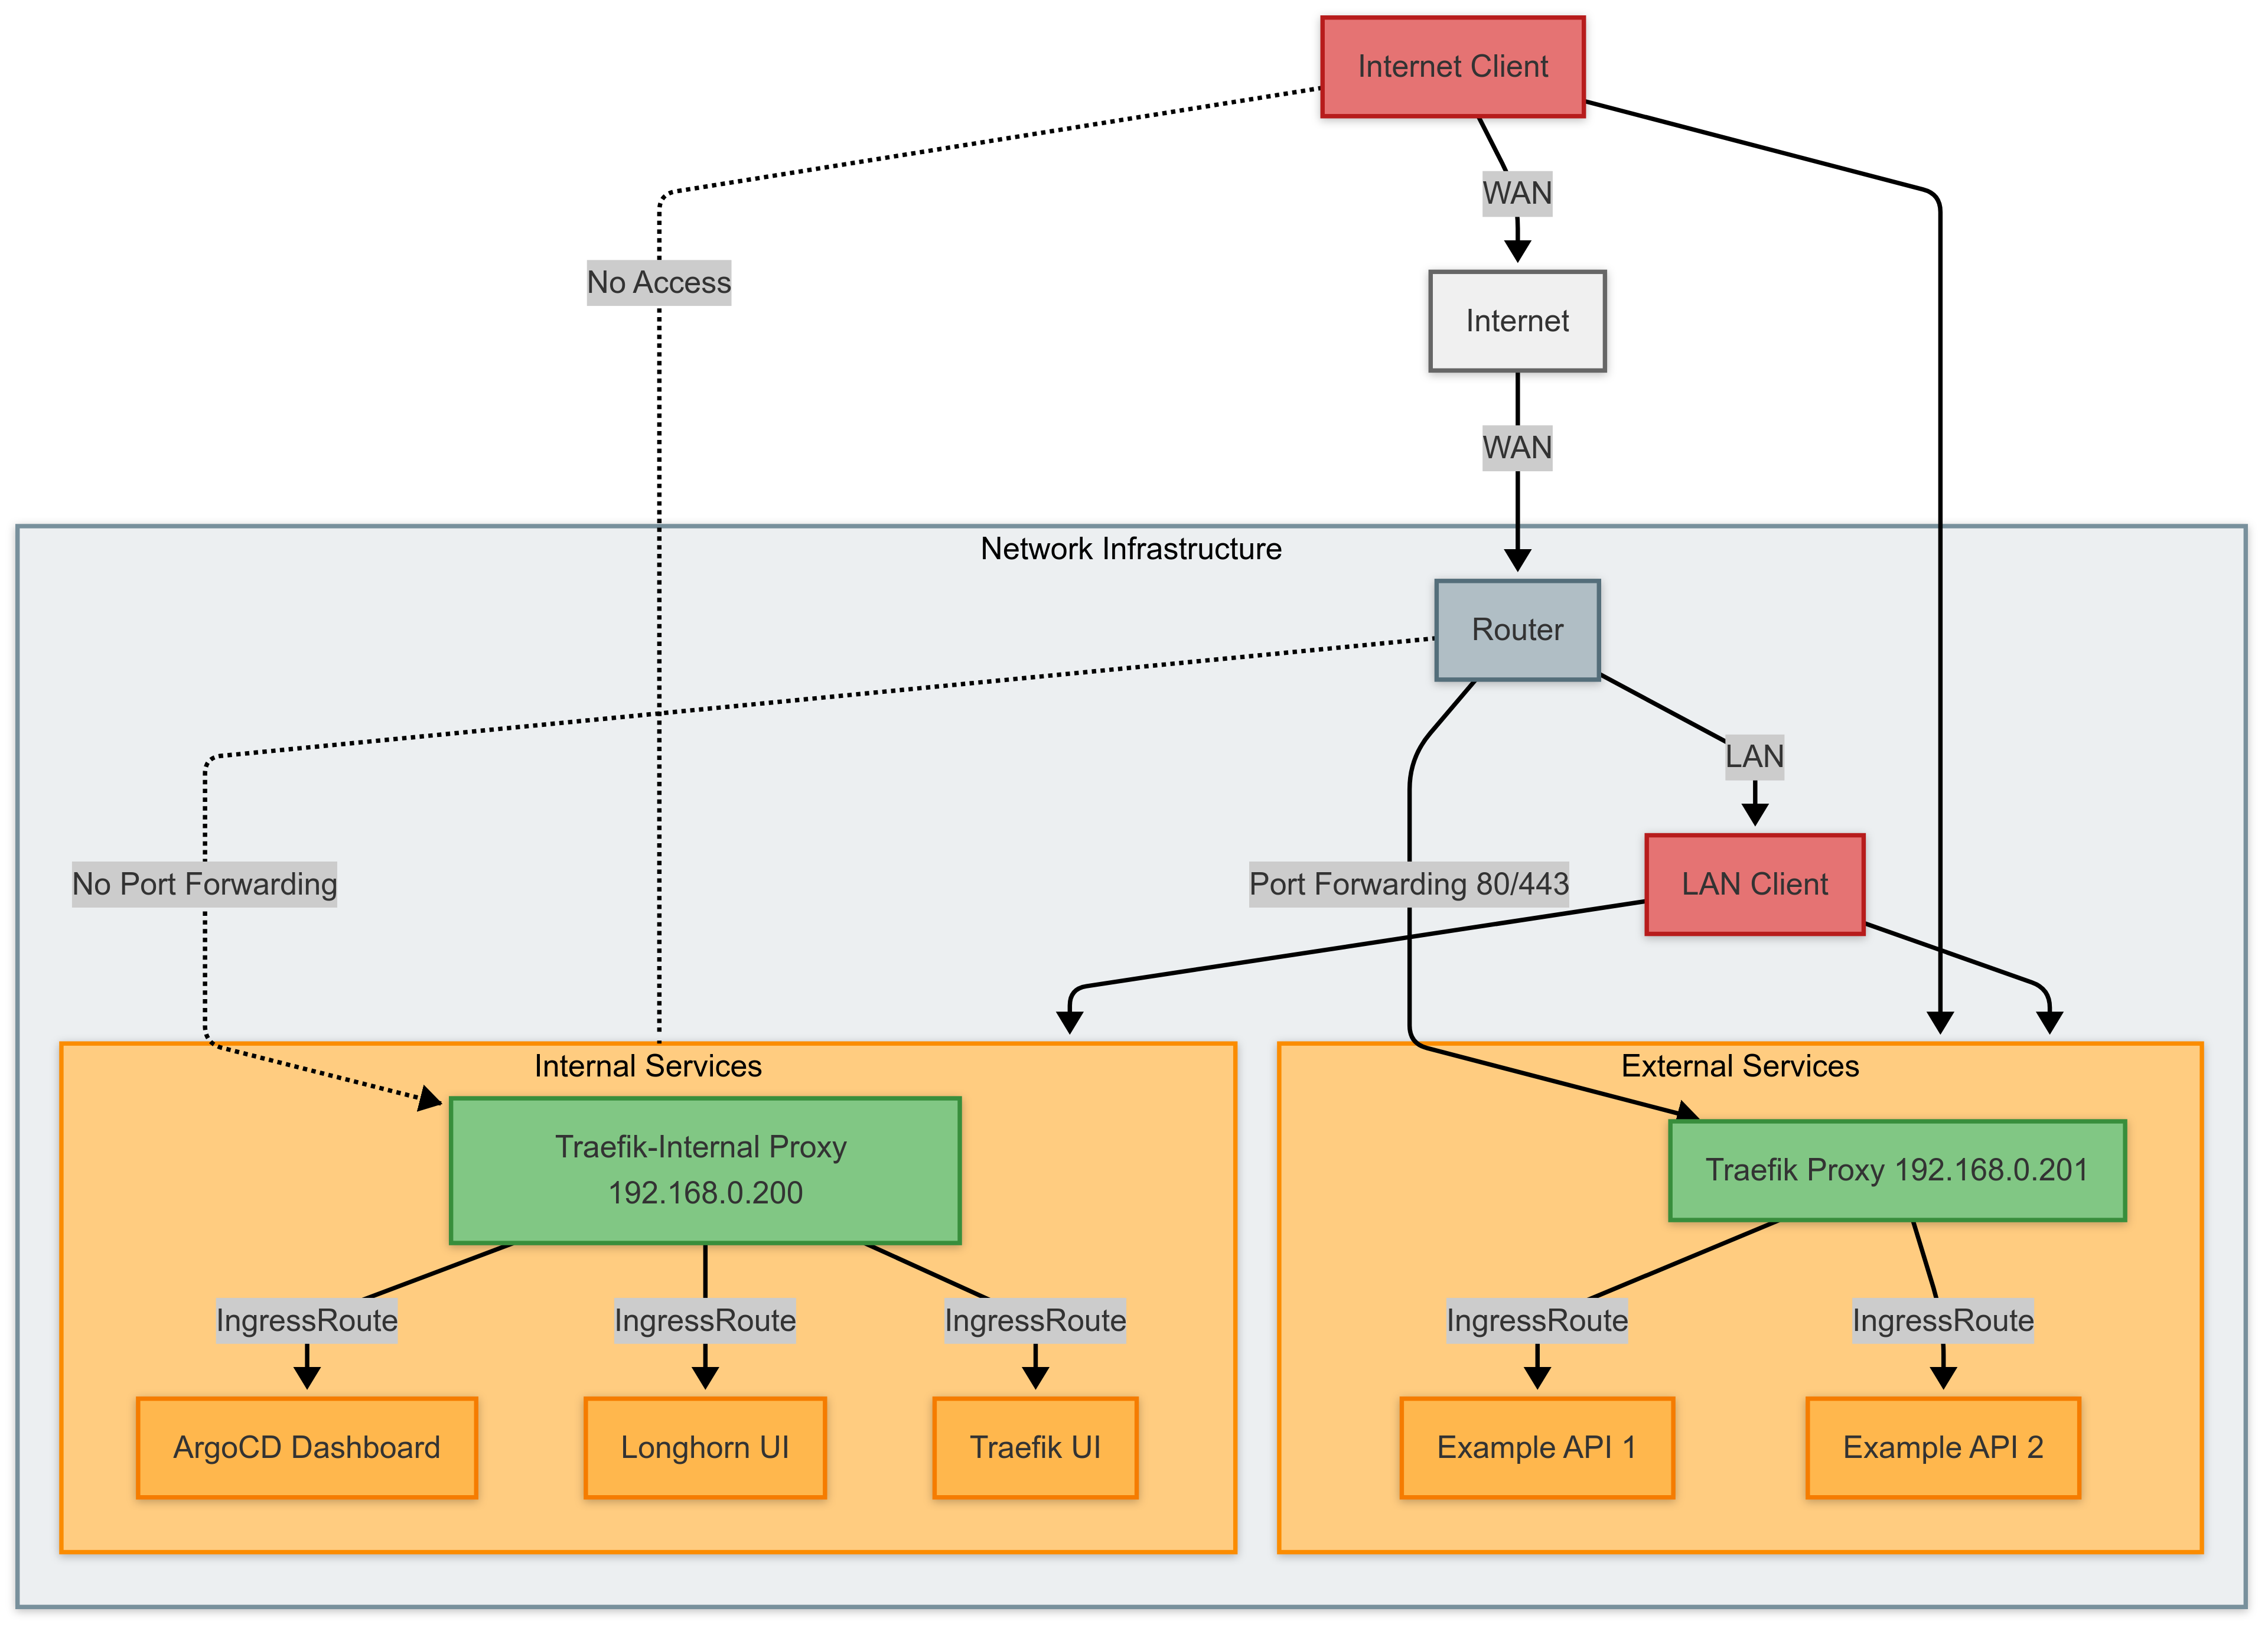 Internet Client
WAN
No Access
Internet
WAN
Network Infrastructure
Router
LAN
No Port Forwarding
Port Forwarding 80/443
LAN Client
Internal Services
External Services
Traefik-Internal Proxy
192.168.0.200
Traefik Proxy 192.168.0.201
IngressRoute
IngressRoute
IngressRoute
IngressRoute
IngressRoute
ArgoCD Dashboard
Longhorn UI
Traefik UI
Example API 1
Example API 2